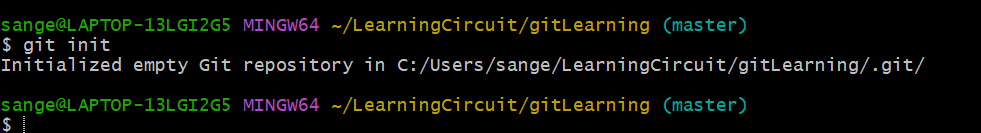 sange@LAPTOP-13LGI2G5 MINGW64 ~/LearningCircuit/gitLearning (master)
$ git init
Initialized empty Git repository in C:/Users/sange/LearningCircuit/gitLearning/.git/
sange@LAPTOP-13LGI2G5 MINGW64 ~/LearningCircuit/gitLearning (master)
$